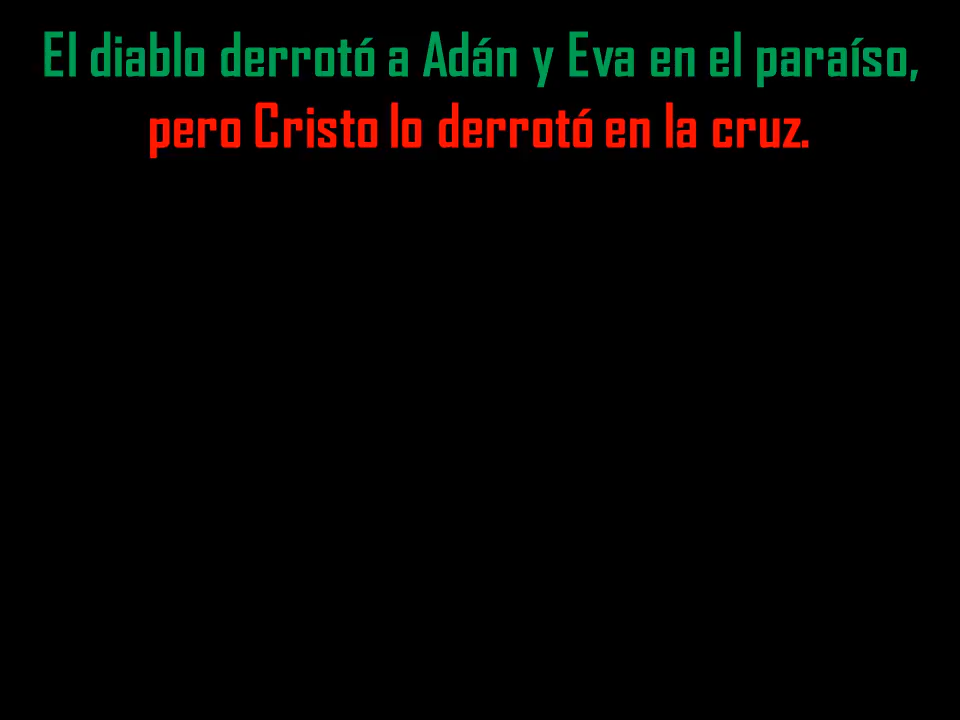 El diablo derrotó a Adán y Eva en el paraíso,
pero Cristo lo derrotó en la cruz.